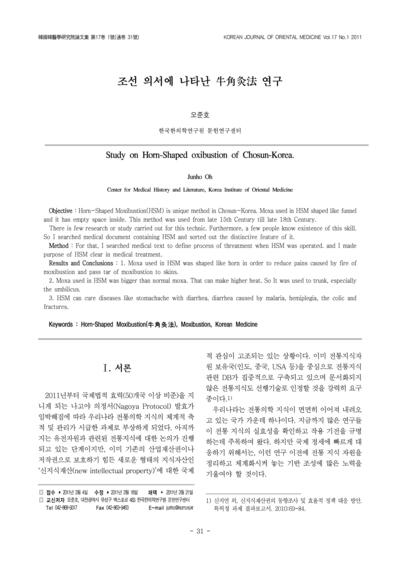 韓國韓醫學硏究院論文集 第17卷 1號(通卷 31號)
KOREAN JOURNAL OF ORIENTAL MEDICINE Vol.17 No.1 2011
조선 의서에 나타난 牛角灸法 연구
오준호
한국한의학연구원 문헌연구센터
Study on Horn-Shaped oxibustion of Chosun-Korea.
Junho Oh
Center for Medical History and Literature, Korea Institute of Oriental Medicine
Objective : Horn-Shaped Moxibustion(HSM) is unique method in Chosun-Korea. Moxa used in HSM shaped like funnel
and it has empty space inside. This method was used from late 15th Century till late 18th Century.
There is few research or study carried out for this technic. Furthermore, a few people know existence of this skill.
So I searched medical document containing HSM and sorted out the distinctive feature of it.
Method : For that, I searched medical text to define process of threatment when HSM was operated. and I made
purpose of HSM clear in medical treatment.
Results and Conclusions : 1. Moxa used in HSM was shaped like horn in order to reduce pains caused by fire of
moxibustion and pass tar of moxibustion to skins.
2. Moxa used in HSM was bigger than normal moxa. That can make higher heat. So It was used to trunk, especially
the umbilicus.
3. HSM can cure diseases like stomachache with diarrhea, diarrhea caused by malaria, hemiplegia, the colic and
fractures.
Keywords : Horn-Shaped Moxibustion(牛角灸法), Moxibustion, Korean Medicine
Ⅰ. 서론
2011년부터 국제법적 효력(50개국 이상 비준)을 지
니게 되는 나고야 의정서(Nagoya Protocol) 발효가
임박해짐에 따라 우리나라 전통의학 지식의 체계적 축
적 및 관리가 시급한 과제로 부상하게 되었다. 아직까
지는 유전자원과 관련된 전통지식에 대한 논의가 진행
되고 있는 단계이지만, 이미 기존의 산업재산권이나
저작권으로 보호하기 힘든 새로운 형태의 지식자산인
‘신지식재산(new intellectual property)’에 대한 국제
적 관심이 고조되는 있는 상황이다. 이미 전통지식자
원 보유국(인도, 중국, USA 등)을 중심으로 전통지식
관련 DB가 집중적으로 구축되고 있으며 문서화되지
않은 전통지식도 선행기술로 인정할 것을 강력히 요구
중이다.1)
우리나라는 전통의학 지식이 면면히 이어져 내려오
고 있는 국가 가운데 하나이다. 지금까지 많은 연구들
이 전통 지식의 실효성을 확인하고 작용 기전을 규명
하는데 주목하여 왔다. 하지만 국제 정세에 빠르게 대
응하기 위해서는, 이런 연구 이전에 전통 지식 자원을
정리하고 체계화시켜 놓는 기반 조성에 많은 노력을
기울여야 할 것이다.
□ 접수 ▸ 2011년 3월 4일 수정 ▸ 2011년 3월 18일 채택 ▸ 2011년 3월 21일
□ 교신저자 오준호, 대전광역시 유성구 엑스포로 483 한국한의학연구원 문헌연구센터
Tel 042-868-9317 Fax 042-863-9463 E-mail
1) 신지연 외, 신지식재산권의 동향조사 및 효율적 정책 대응 방안,
특허청 과제 결과보고서, 2010:69-84.
- 31 -